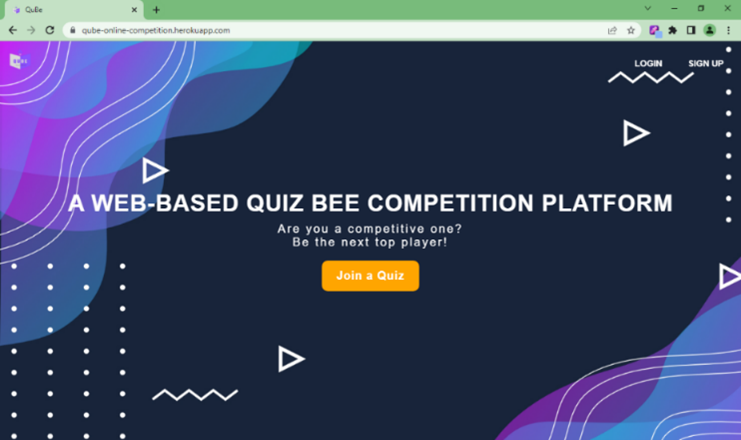 QuBe
qube-online-competition.herokuapp.com
LOGIN SIGN UP
A WEB-BASED QUIZ BEE COMPETITION PLATFORM
Are you a competitive one?
Be the next top player!
Join a Quiz